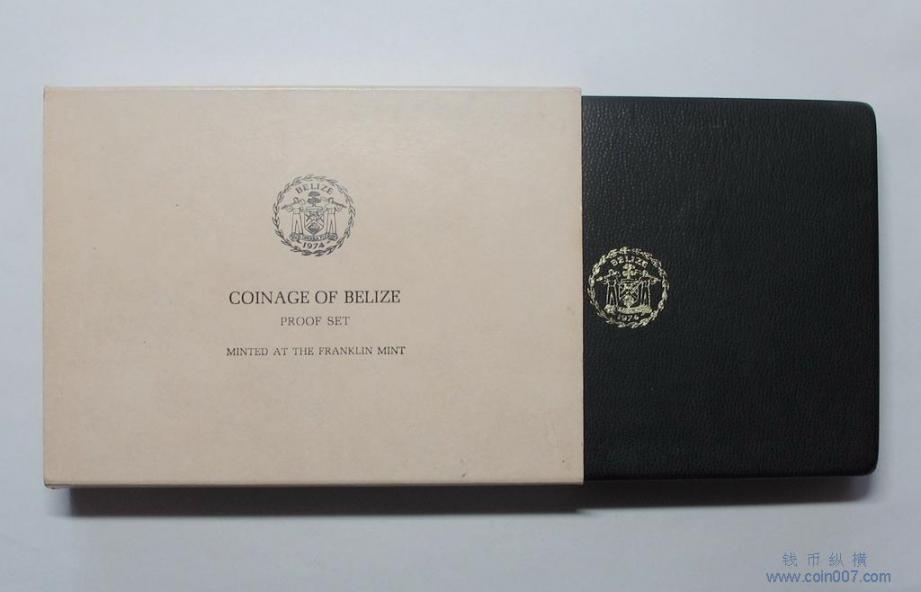 BELIZE
1974
COINAGE OF BELIZE
PROOF SET
MINTED AT THE FRANKLIN MINT
BELIZE
1974
钱币纵横
www.coin007.com